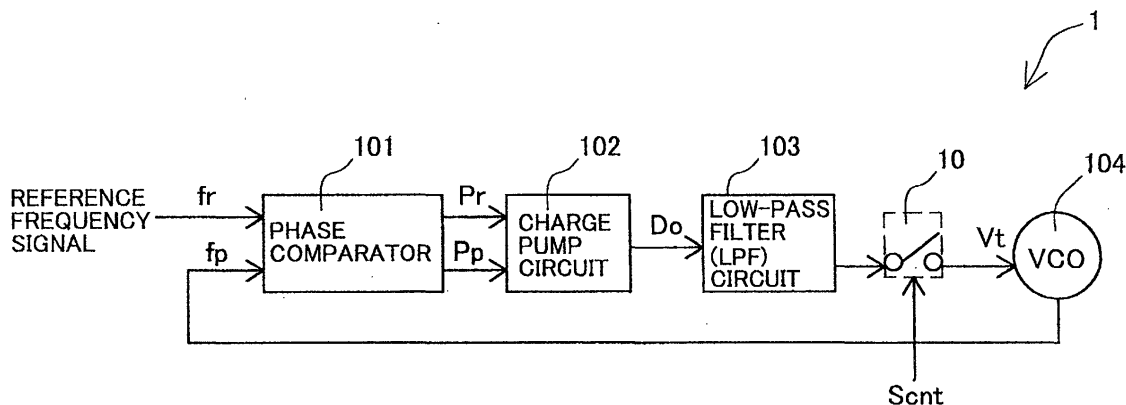 1
101
102
103
10
104
REFERENCE
FREQUENCY
SIGNAL
fr
fp
PHASE
COMPARATOR
Pr
Pp
CHARGE
PUMP
CIRCUIT
Do
LOW-PASS
FILTER
(LPF)
CIRCUIT
Vt
VCO
Scnt